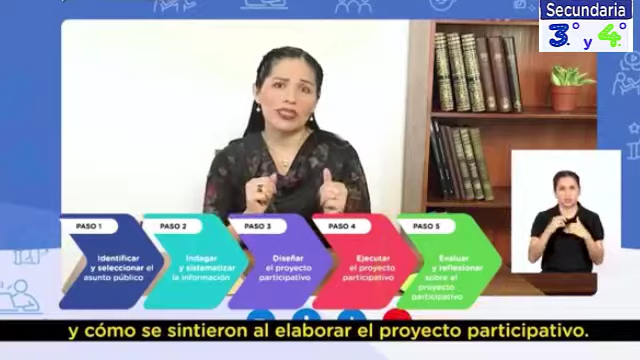 Secundaria
3.° y 4.°
PASO 1
Identificar
y seleccionar el
asunto público
PASO 2
Indagar
y sistematizar
la información
PASO 3
Diseñar
el proyecto
participativo
PASO 4
Ejecutar
el proyecto
participativo
PASO 5
Evaluar
y reflexionar
sobre el
proyecto
participativo
y cómo se sintieron al elaborar el proyecto participativo.